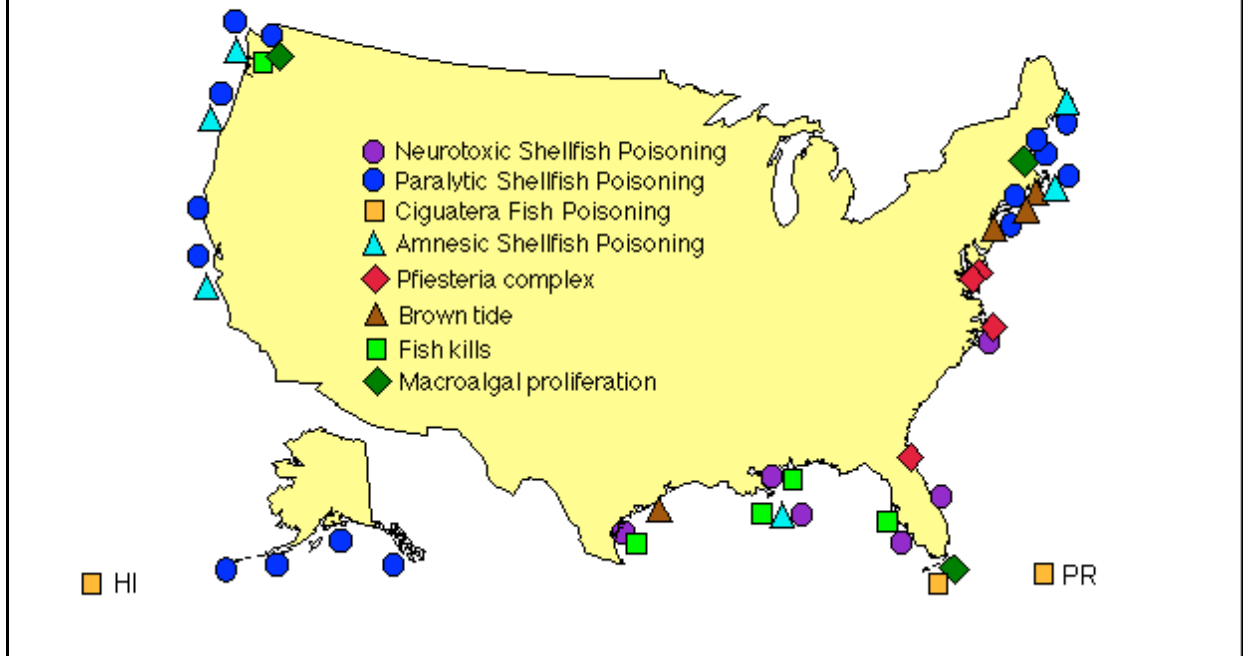 Neurotoxic Shellfish Poisoning
Paralytic Shellfish Poisoning
Ciguatera Fish Poisoning
Amnesic Shellfish Poisoning
Pfiesteria complex
Brown tide
Fish kills
Macroalgal proliferation
HI
PR